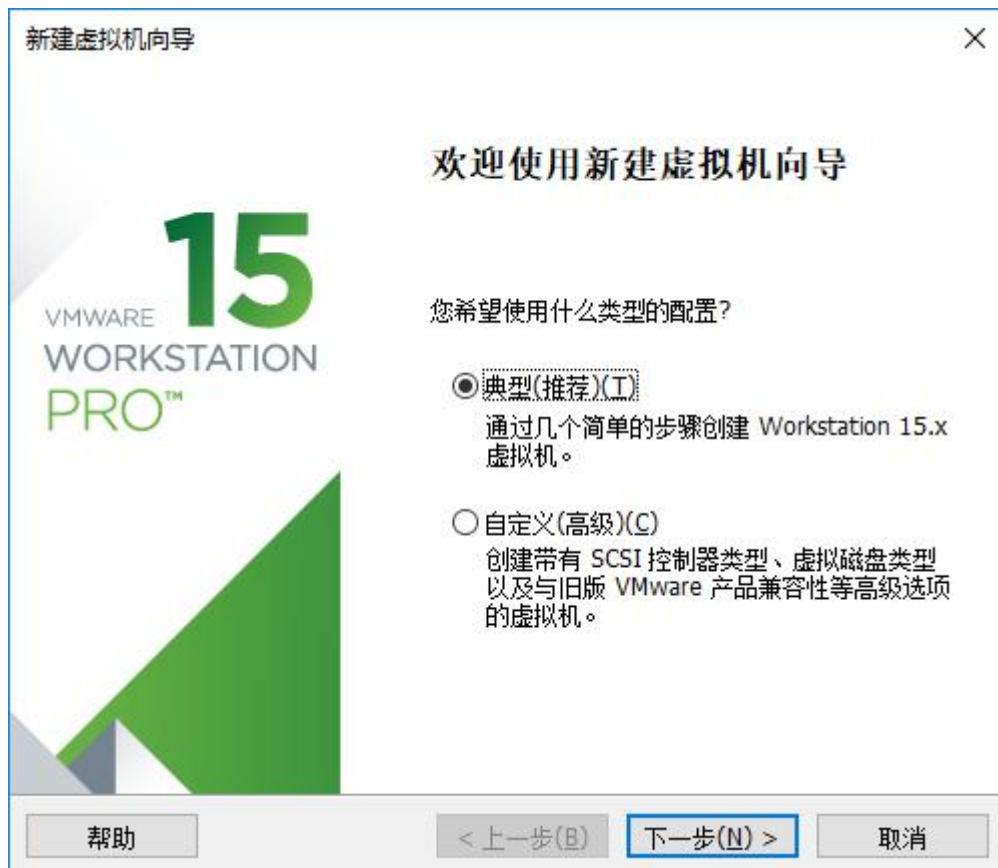 新建虚拟机向导
欢迎使用新建虚拟机向导
15
VMWARE
WORKSTATION
PRO™
您希望使用什么类型的配置?
典型(推荐)(T)
通过几个简单的步骤创建 Workstation 15.x
虚拟机。
自定义(高级)(C)
创建带有 SCSI 控制器类型、虚拟磁盘类型
以及与旧版 VMware 产品兼容性等高级选项
的虚拟机。
帮助
< 上一步(B)
下一步(N) >
取消